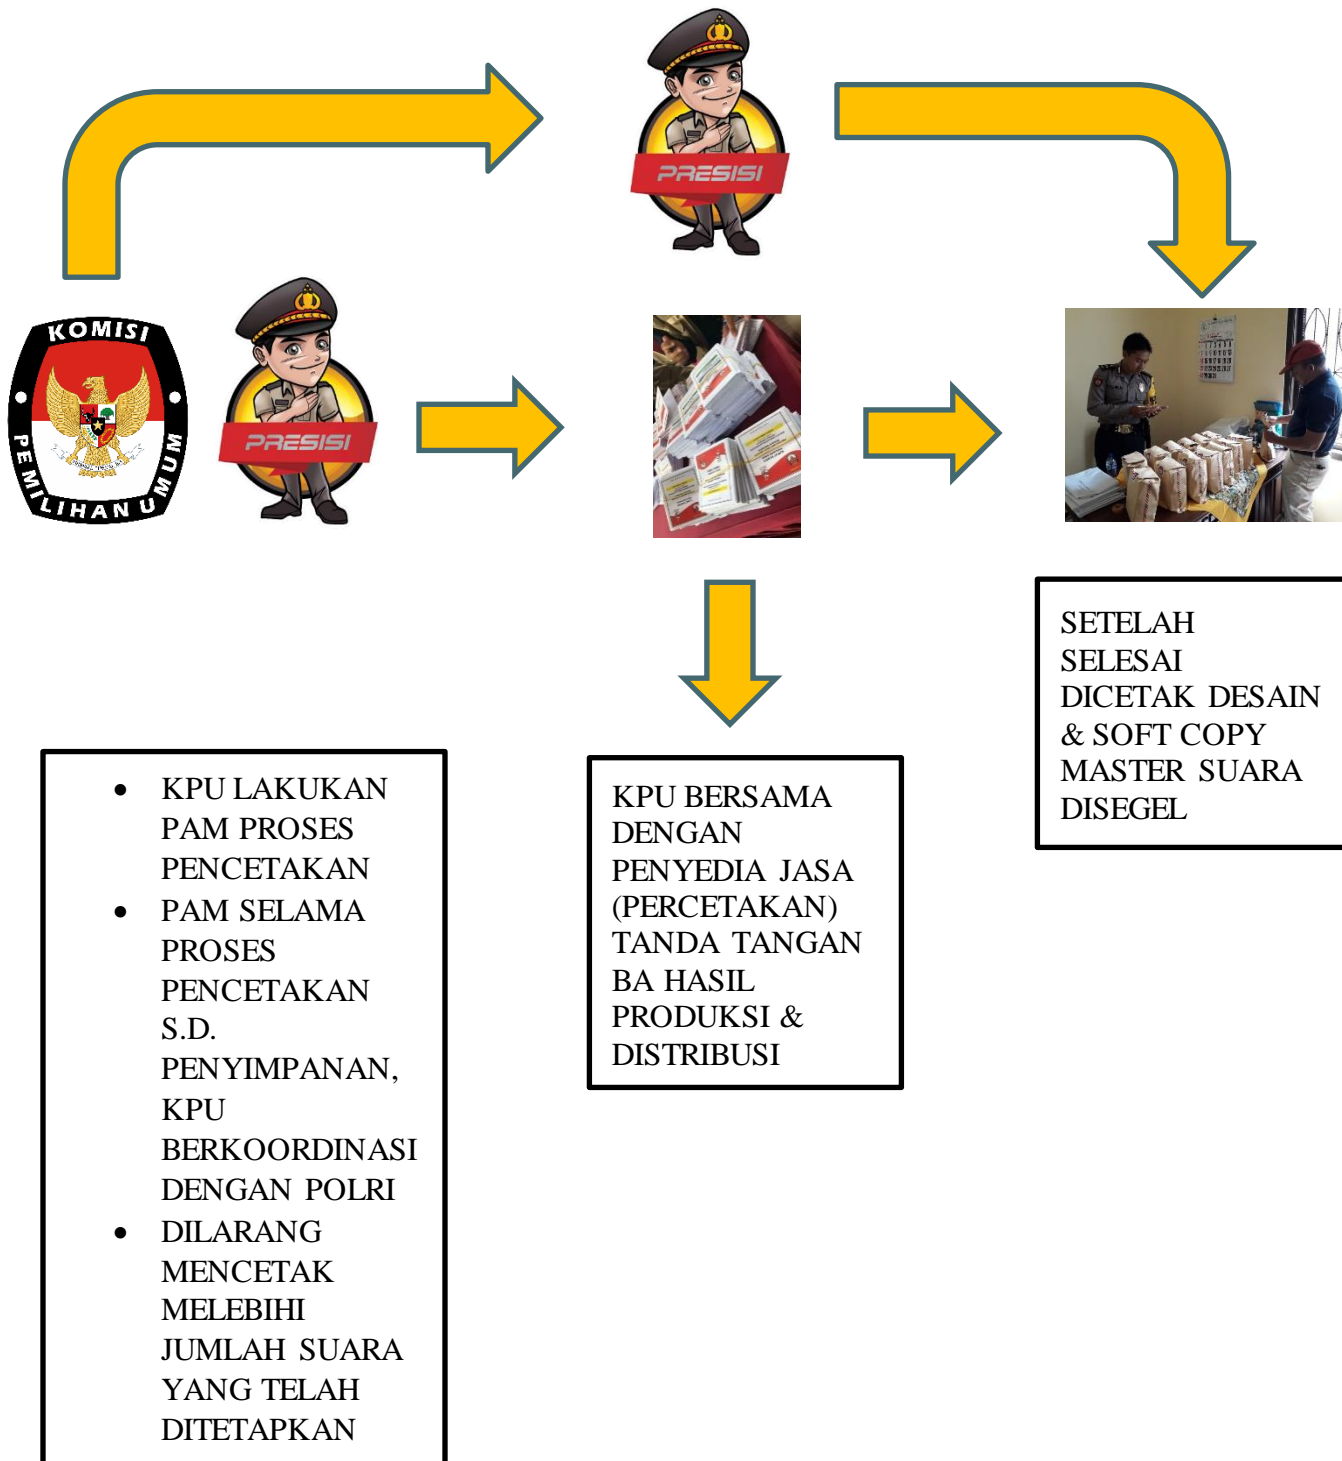 PRESISI
KOMISI
PEMILIHAN UMUM
PRESISI
SETELAH
SELESAI
DICETAK DESAIN
& SOFT COPY
MASTER SUARA
DISEGEL
• KPU LAKUKAN
PAM PROSES
PENCETAKAN
• PAM SELAMA
PROSES
PENCETAKAN
S.D.
PENYIMPANAN,
KPU
BERKOORDINASI
DENGAN POLRI
• DILARANG
MENCETAK
MELEBIHI
JUMLAH SUARA
YANG TELAH
DITETAPKAN
KPU BERSAMA
DENGAN
PENYEDIA JASA
(PERCETAKAN)
TANDA TANGAN
BA HASIL
PRODUKSI &
DISTRIBUSI